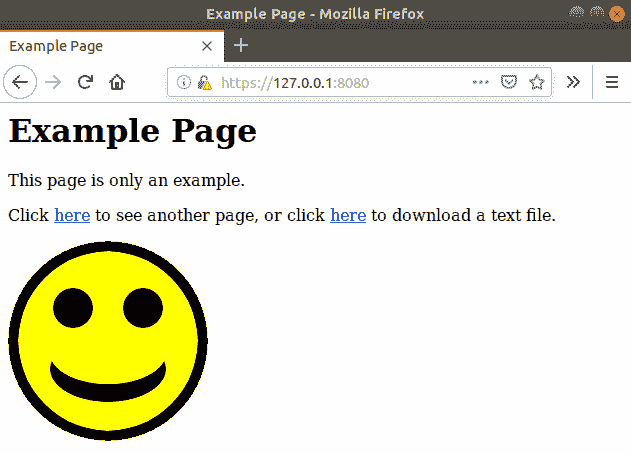 Example Page - Mozilla Firefox
Example Page
https://127.0.0.1:8080
Example Page
This page is only an example.
Click here to see another page, or click here to download a text file.